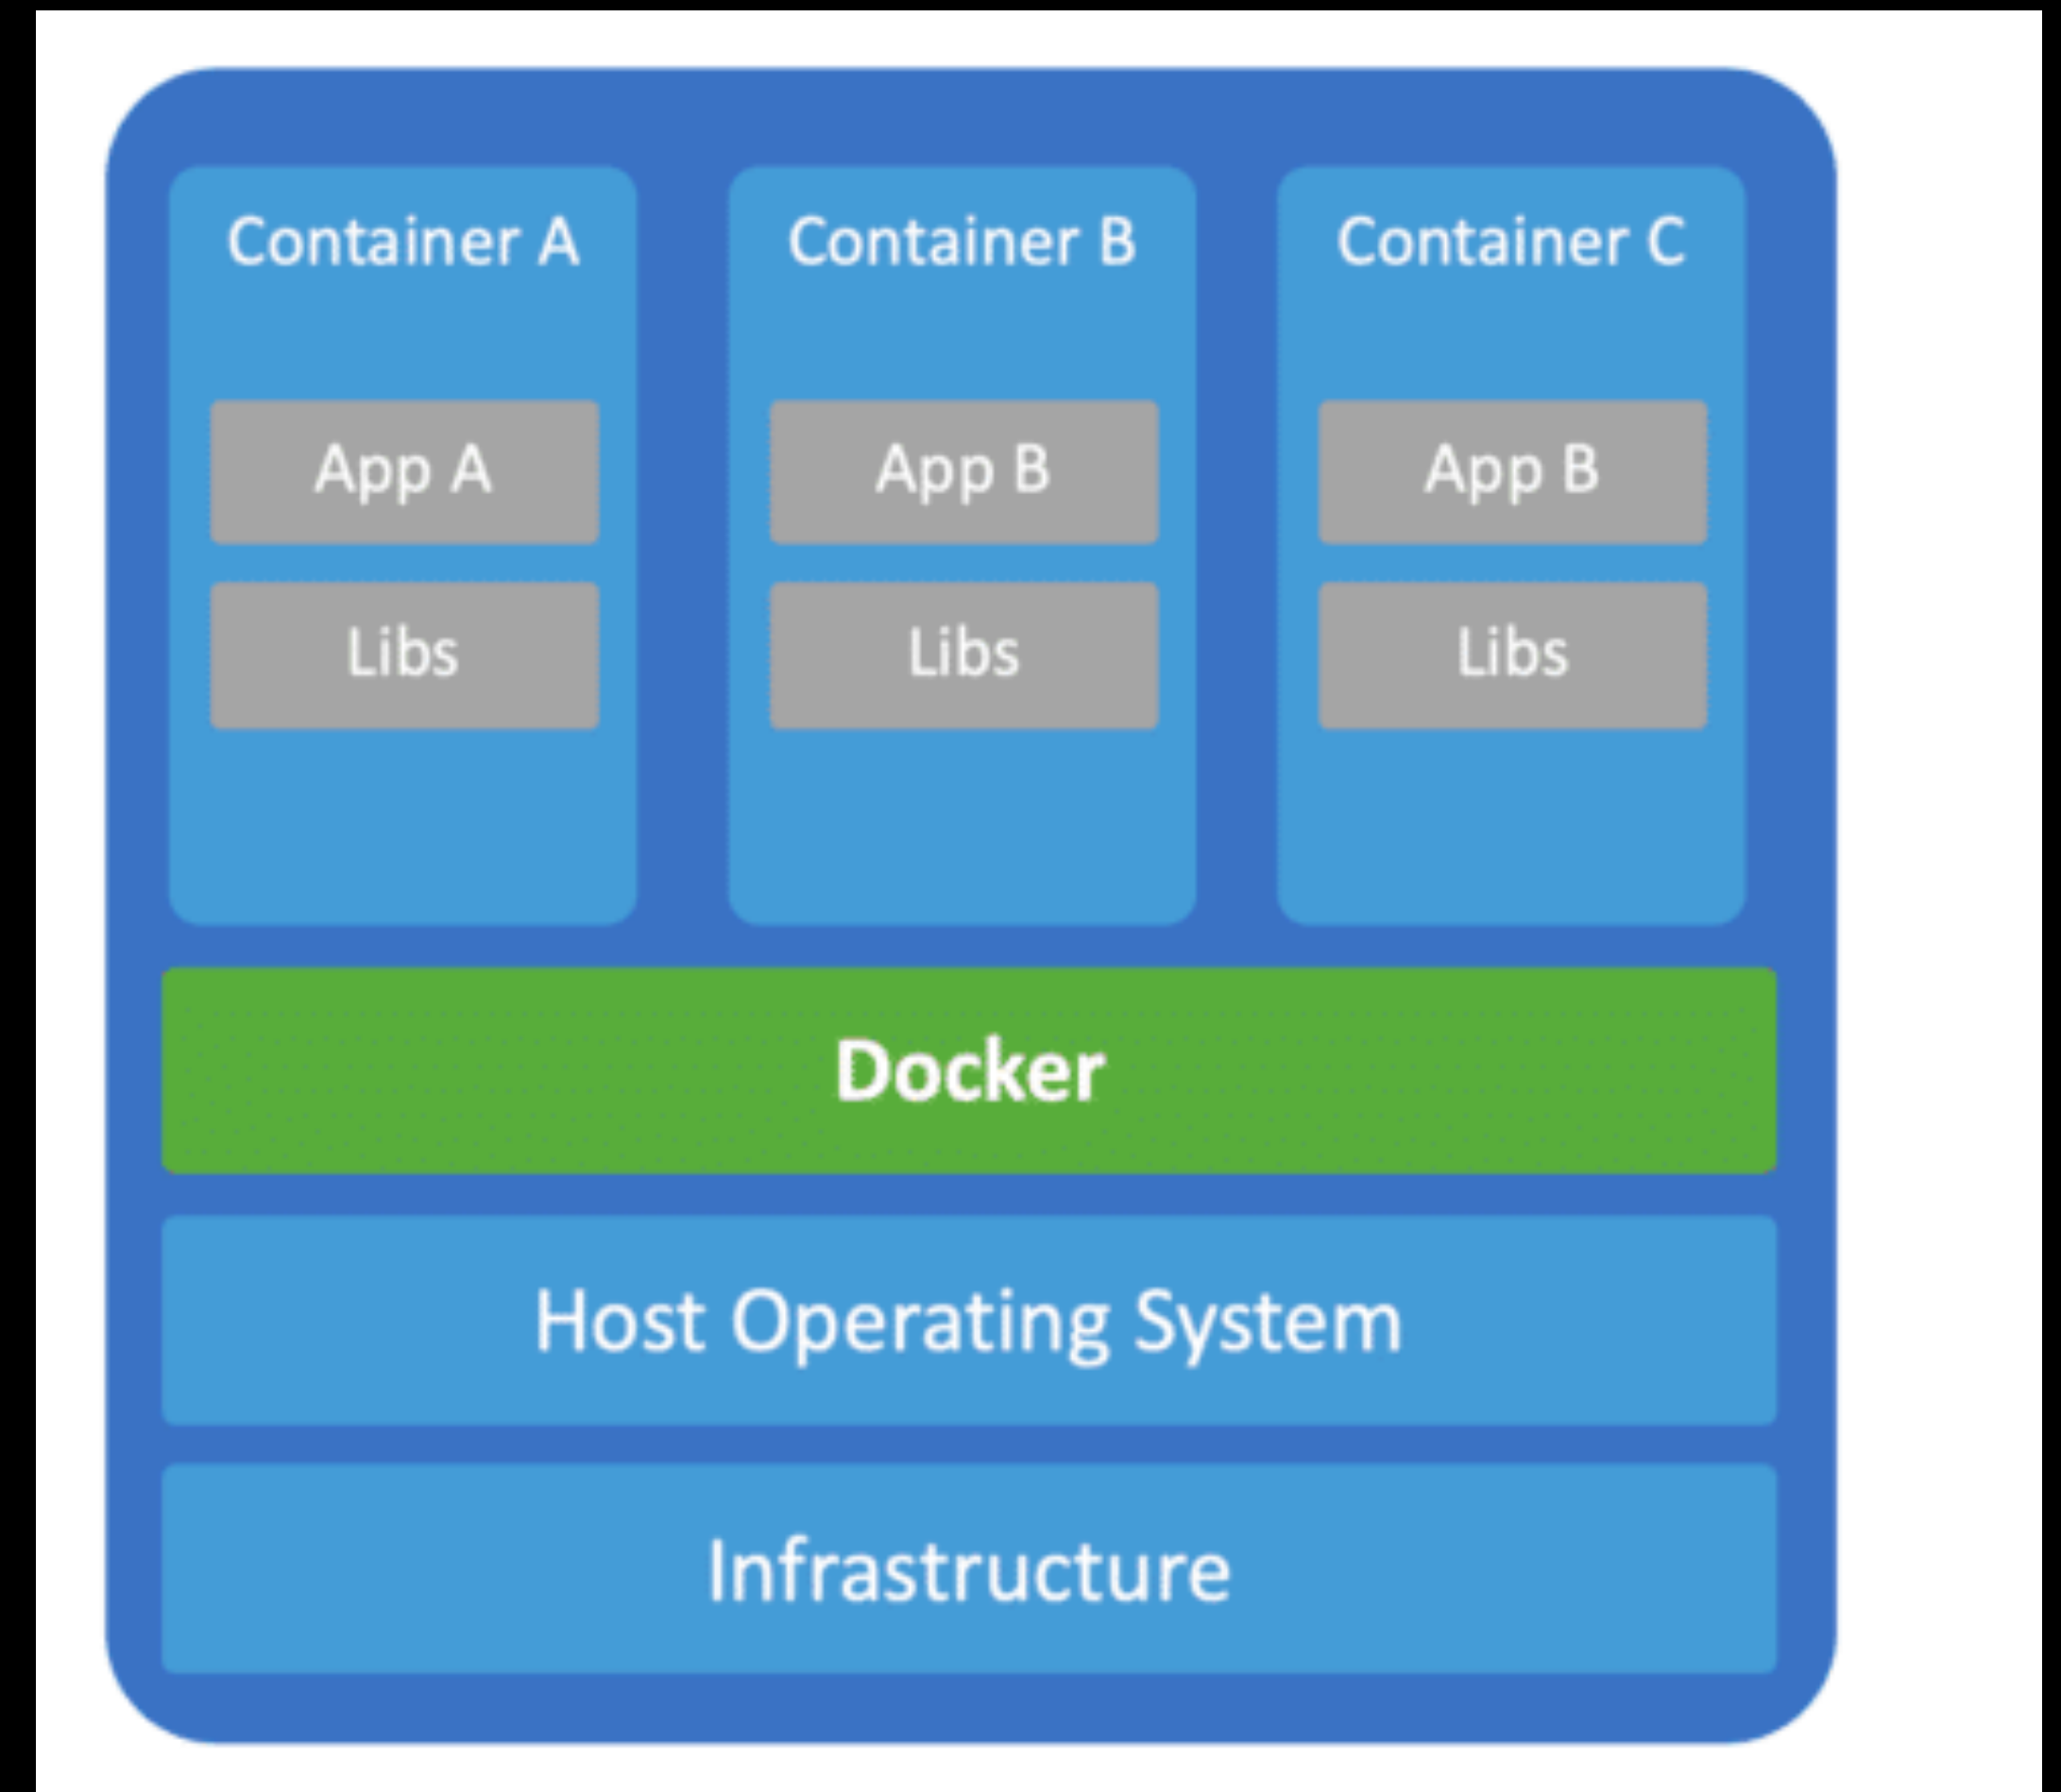 Container A
Container B
Container C
App A
App B
App B
Libs
Libs
Libs
Docker
Host Operating System
Infrastructure